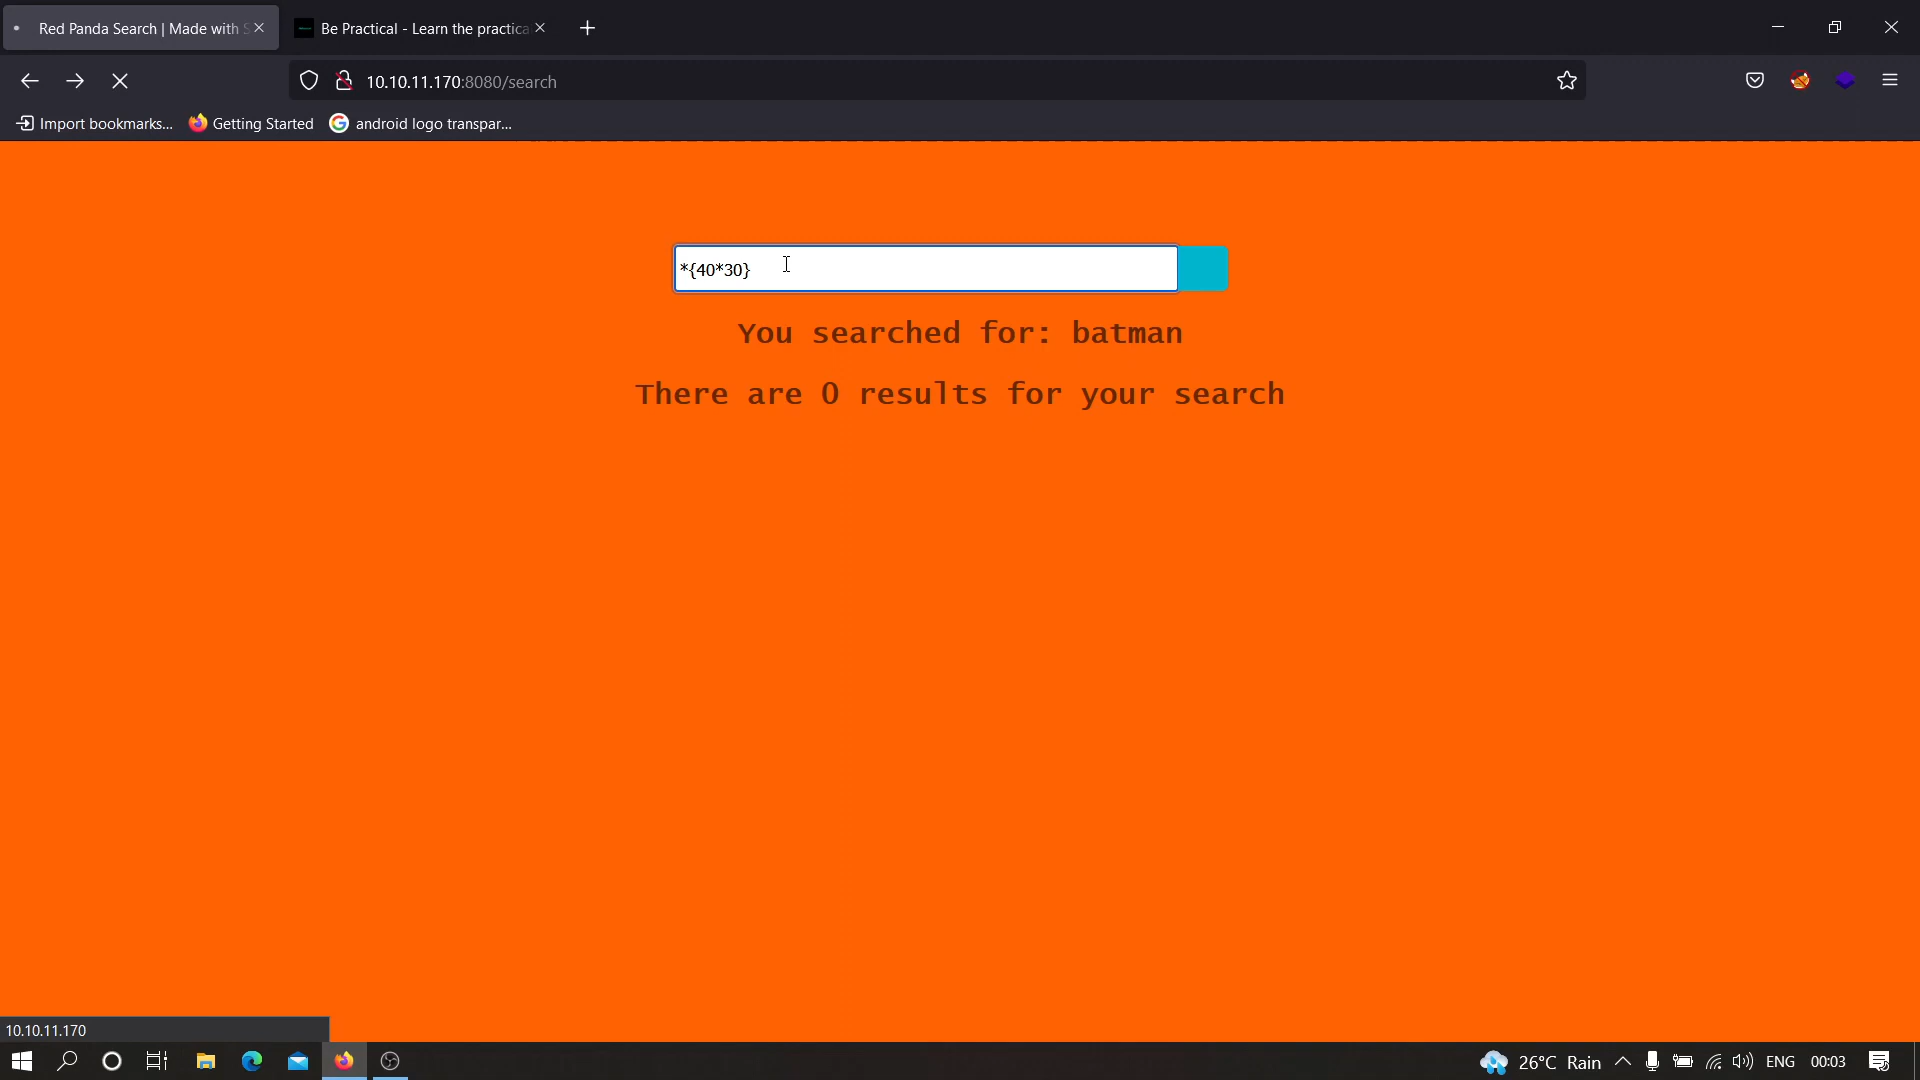 Red Panda Search | Made with S
Be Practical - Learn the practica
10.10.11.170:8080/search
Import bookmarks...
Getting Started
android logo transpar...
*{40*30}
You searched for: batman
There are 0 results for your search
10.10.11.170
26°C Rain
ENG
00:03